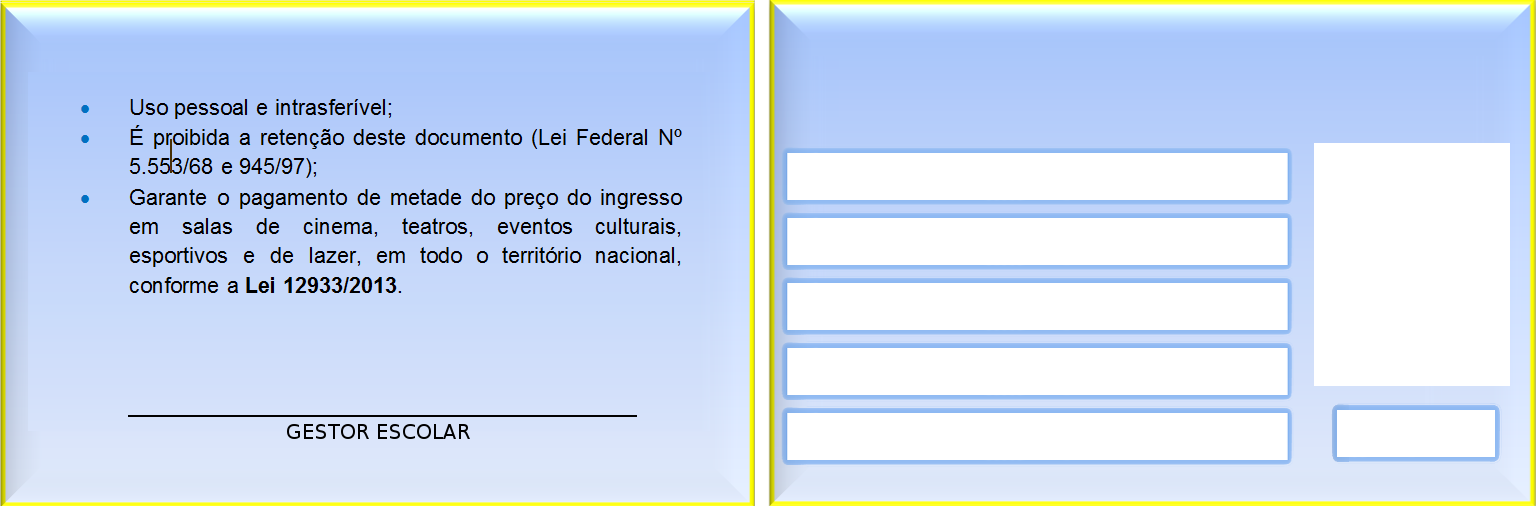 • Uso pessoal e intrasferível;
• É proibida a retenção deste documento (Lei Federal Nº
5.553/68 e 945/97);
• Garante o pagamento de metade do preço do ingresso
em salas de cinema, teatros, eventos culturais,
esportivos e de lazer, em todo o território nacional,
conforme a Lei 12933/2013.
GESTOR ESCOLAR